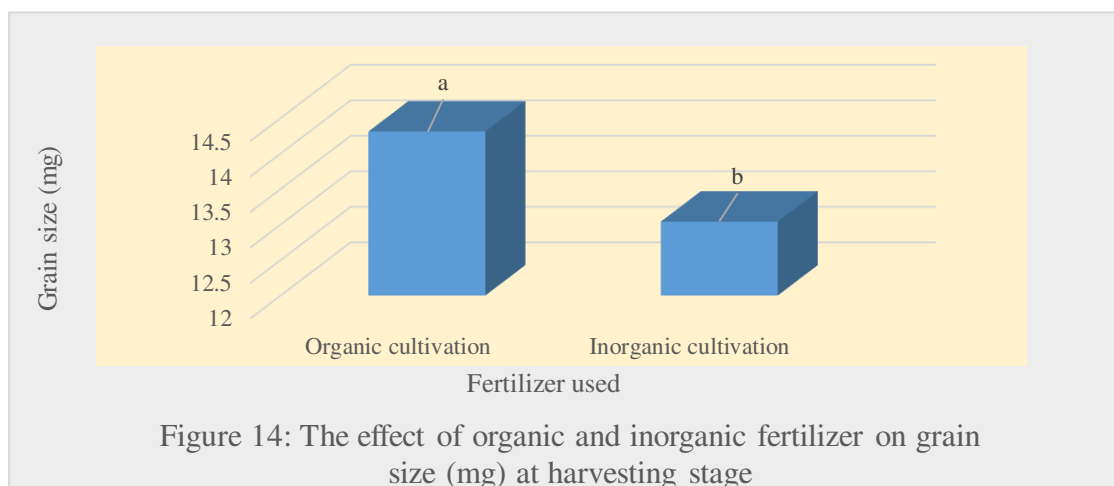 a
b
14.5
14
13.5
13
12.5
12
Grain size (mg)
Organic cultivation
Inorganic cultivation
Fertilizer used
Figure 14: The effect of organic and inorganic fertilizer on grain
size (mg) at harvesting stage